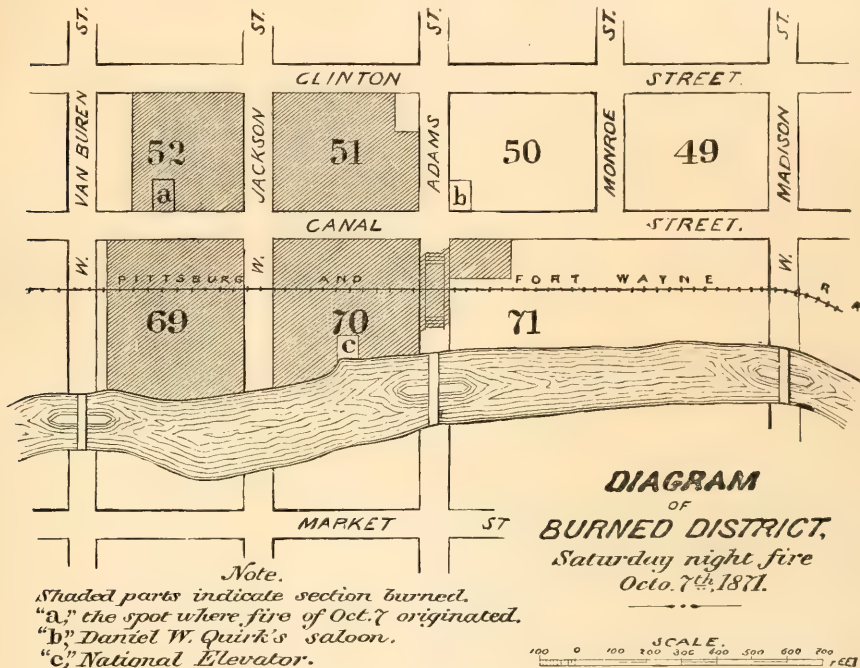 ST.
ST.
ST.
ST.
ST.
CLINTON STREET.
VAN BUREN
JACKSON
ADAMS
MONROE
MADISON
52
51
50
49
a
b
CANAL STREET.
W.
W.
W.
PITTSBURG AND FORT WAYNE R R
69
70
71
c
MARKET ST
DIAGRAM
OF
BURNED DISTRICT,
Saturday night fire
Octo. 7th, 1871.
Note.
Shaded parts indicate section burned.
"a," the spot where fire of Oct. 7 originated.
"b," Daniel W. Quirk's saloon.
"c," National Elevator.
SCALE.
100 0 100 200 300 400 500 600 700
FEET